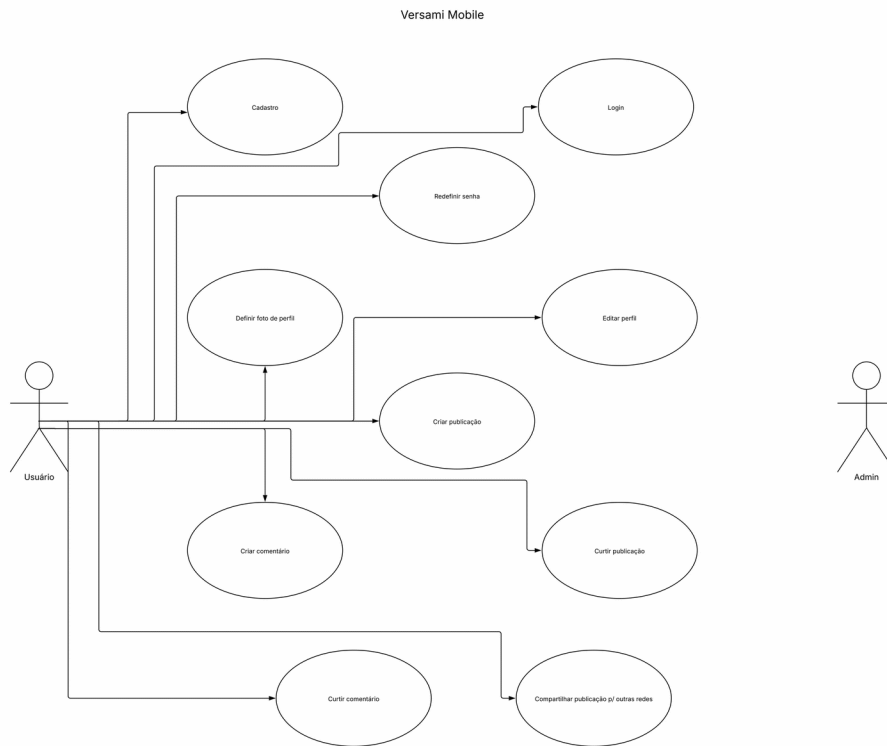 Versami Mobile
Cadastro
Login
Redefinir senha
Definir foto de perfil
Editar perfil
Criar publicação
Usuário
Admin
Criar comentário
Curtir publicação
Curtir comentário
Compartilhar publicação p/ outras redes